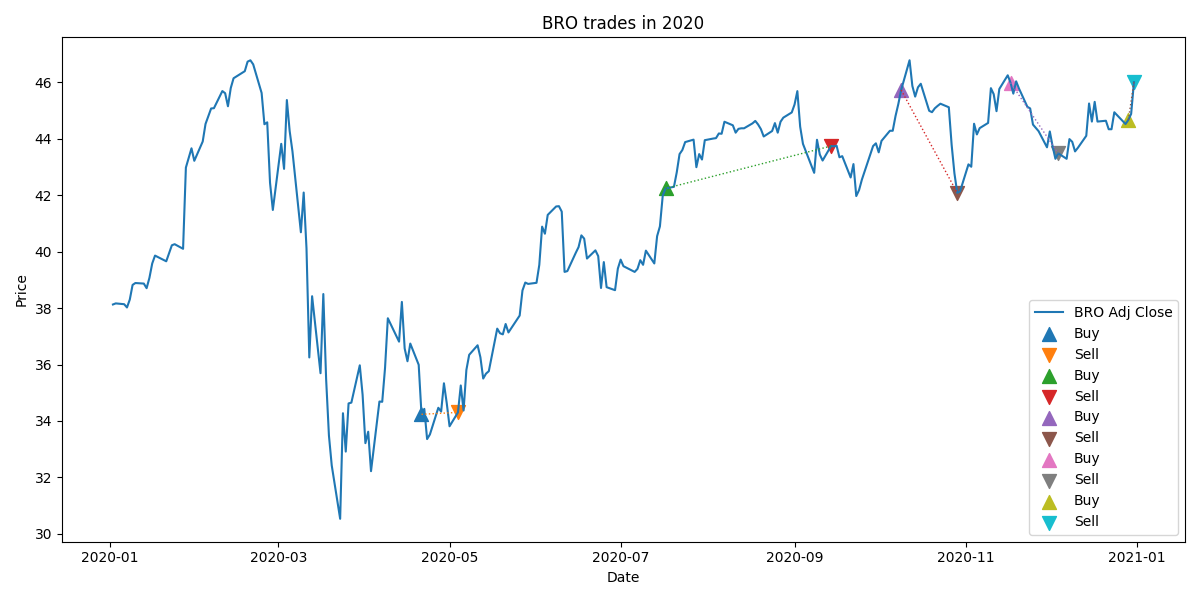 BRO trades in 2020
Price
46
44
42
40
38
36
34
32
30
BRO Adj Close
Buy
Sell
Buy
Sell
Buy
Sell
Buy
Sell
Buy
Sell
2020-01
2020-03
2020-05
2020-07
2020-09
2020-11
2021-01
Date